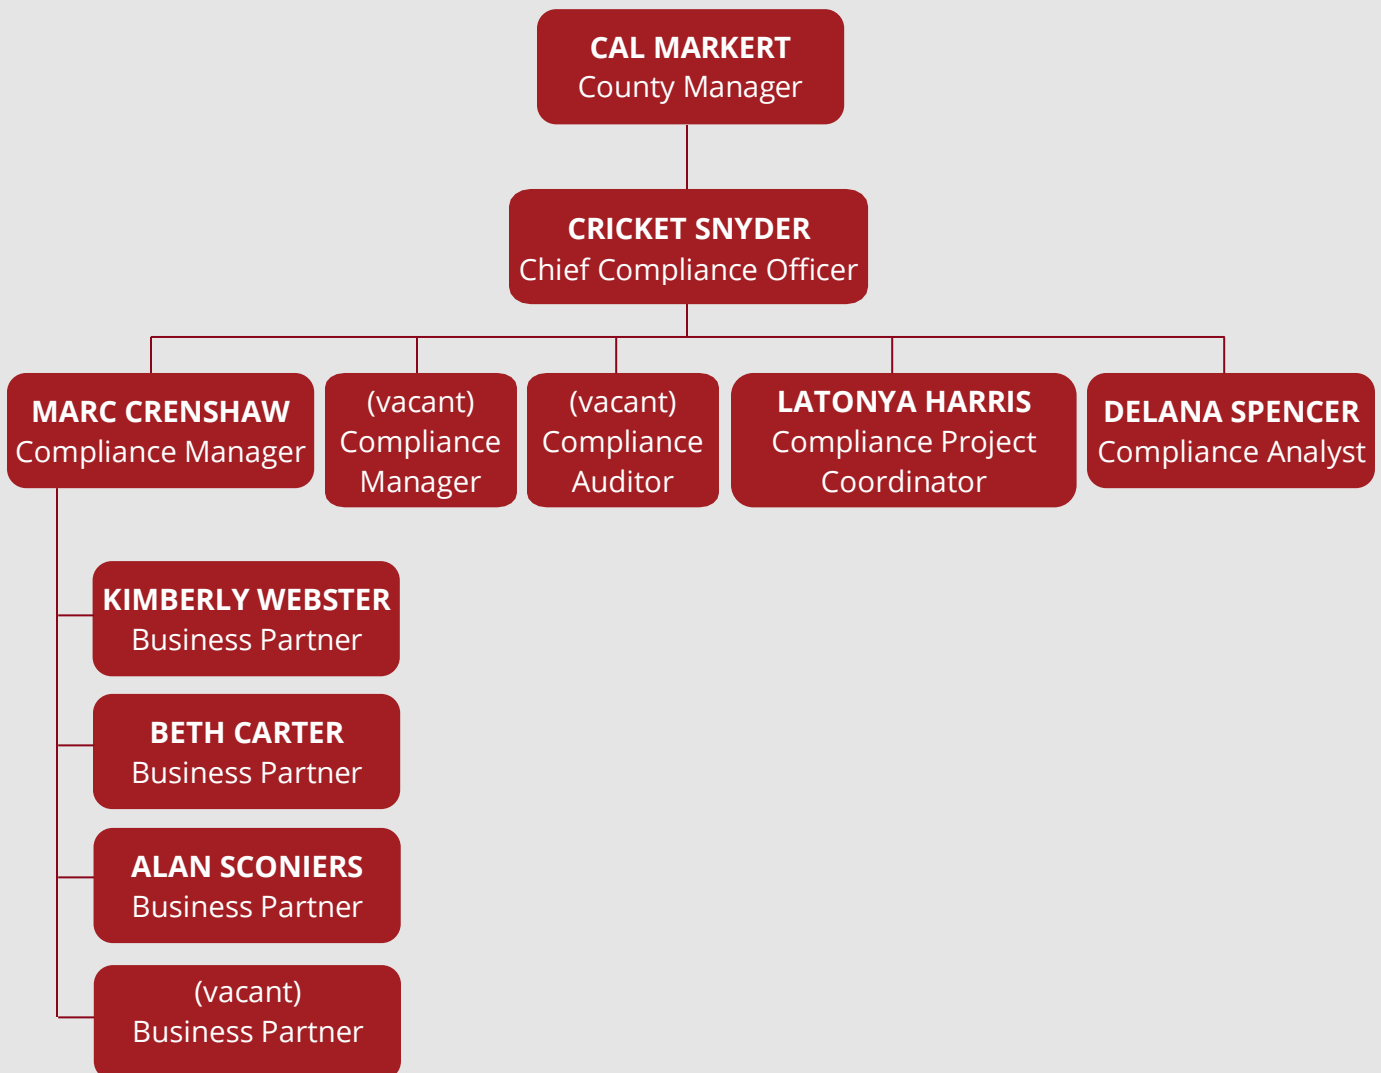 CAL MARKERT
County Manager
CRICKET SNYDER
Chief Compliance Officer
MARC CRENSHAW
Compliance Manager
(vacant)
Compliance
Manager
(vacant)
Compliance
Auditor
LATONYA HARRIS
Compliance Project
Coordinator
DELANA SPENCER
Compliance Analyst
KIMBERLY WEBSTER
Business Partner
BETH CARTER
Business Partner
ALAN SCONIERS
Business Partner
(vacant)
Business Partner